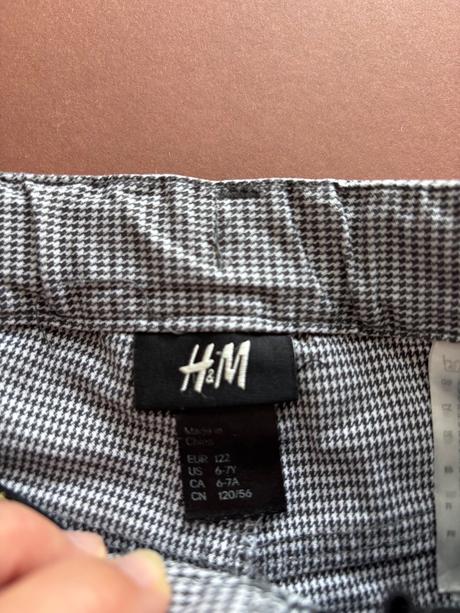 H&M
Made in
China
EUR 122
US 6-7Y
CA 6-7A
CN 120/56